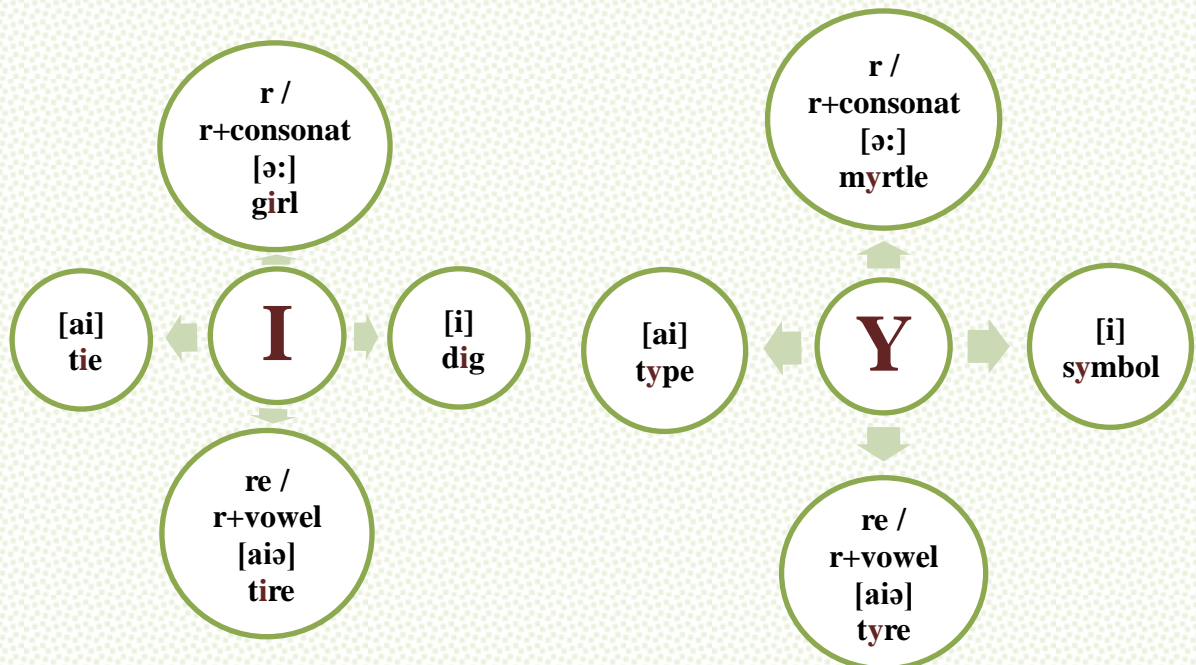 r /
r+consonat
[ə:]
girl
[ai]
tie
I
[i]
dig
re /
r+vowel
[aiə]
tire
r /
r+consonat
[ə:]
myrtle
[ai]
type
Y
[i]
symbol
re /
r+vowel
[aiə]
tyre